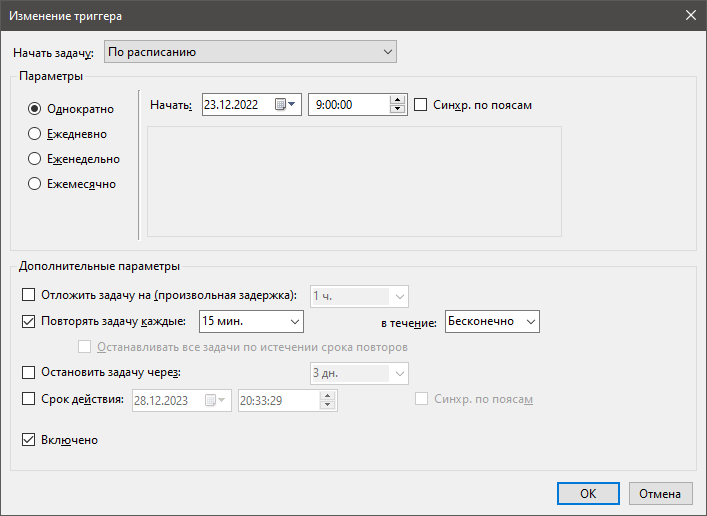 Изменение триггера
Начать задачу: По расписанию
Параметры
Однократно
Ежедневно
Еженедельно
Ежемесячно
Начать: 23.12.2022 9:00:00 Синхр. по поясам
Дополнительные параметры
Отложить задачу на (произвольная задержка): 1 ч.
Повторять задачу каждые: 15 мин. в течение: Бесконечно
Останавливать все задачи по истечении срока повторов
Остановить задачу через: 3 дн.
Срок действия: 28.12.2023 20:33:29 Синхр. по поясам
Включено
ОК Отмена